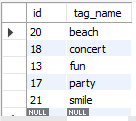 id tag_name
20 beach
18 concert
13 fun
17 party
21 smile
NULL NULL